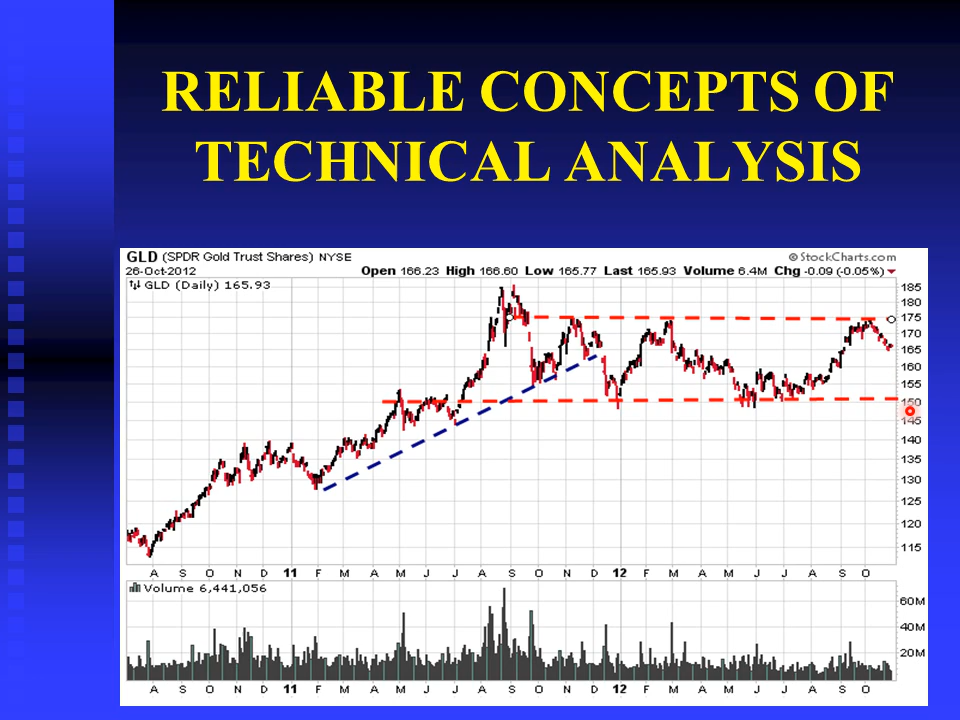 RELIABLE CONCEPTS OF
TECHNICAL ANALYSIS
GLD (SPDR Gold Trust Shares) NYSE
© StockCharts.com
26-Oct-2012
Open 166.23 High 166.60 Low 165.77 Last 165.93 Volume 6.4M Chg -0.09 (-0.05%)
GLD (Daily) 165.93
185
180
175
170
165
160
155
150
145
140
135
130
125
120
115
A S O N D 11 F M A M J J A S O N D 12 F M A M J J A S O
Volume 6,441,056
60M
40M
20M
A S O N D 11 F M A M J J A S O N D 12 F M A M J J A S O